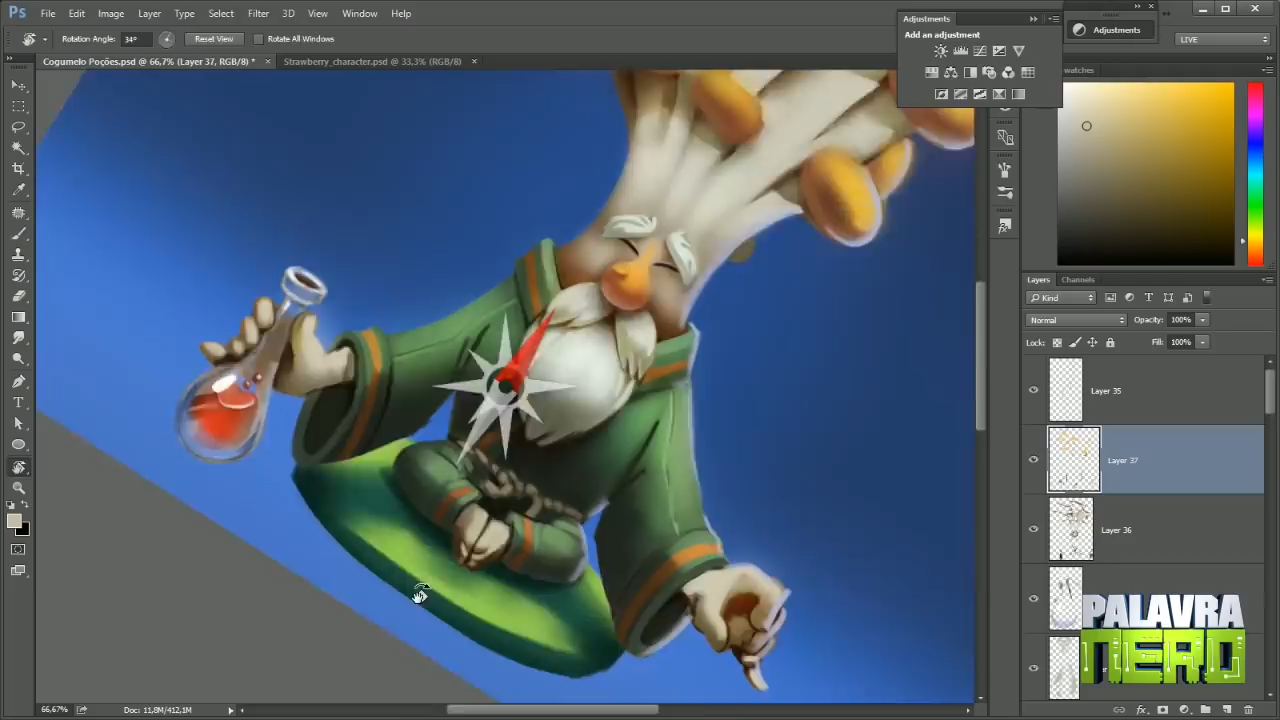 Ps File Edit Image Layer Type Select Filter 3D View Window Help
Rotation Angle: 34° Reset View Rotate All Windows
Cogumelo Poções.psd @ 66,7% (Layer 37, RGB/8) * ×
Strawberry_character.psd @ 33,3% (RGB/8) ×
Adjustments
Add an adjustment
Adjustments
LIVE
watches
Layers Channels
Kind
Normal Opacity: 100%
Lock: Fill: 100%
Layer 35
Layer 37
Layer 36
PALAVRA
NERD
66,67% Doc: 11,8M/412,1M